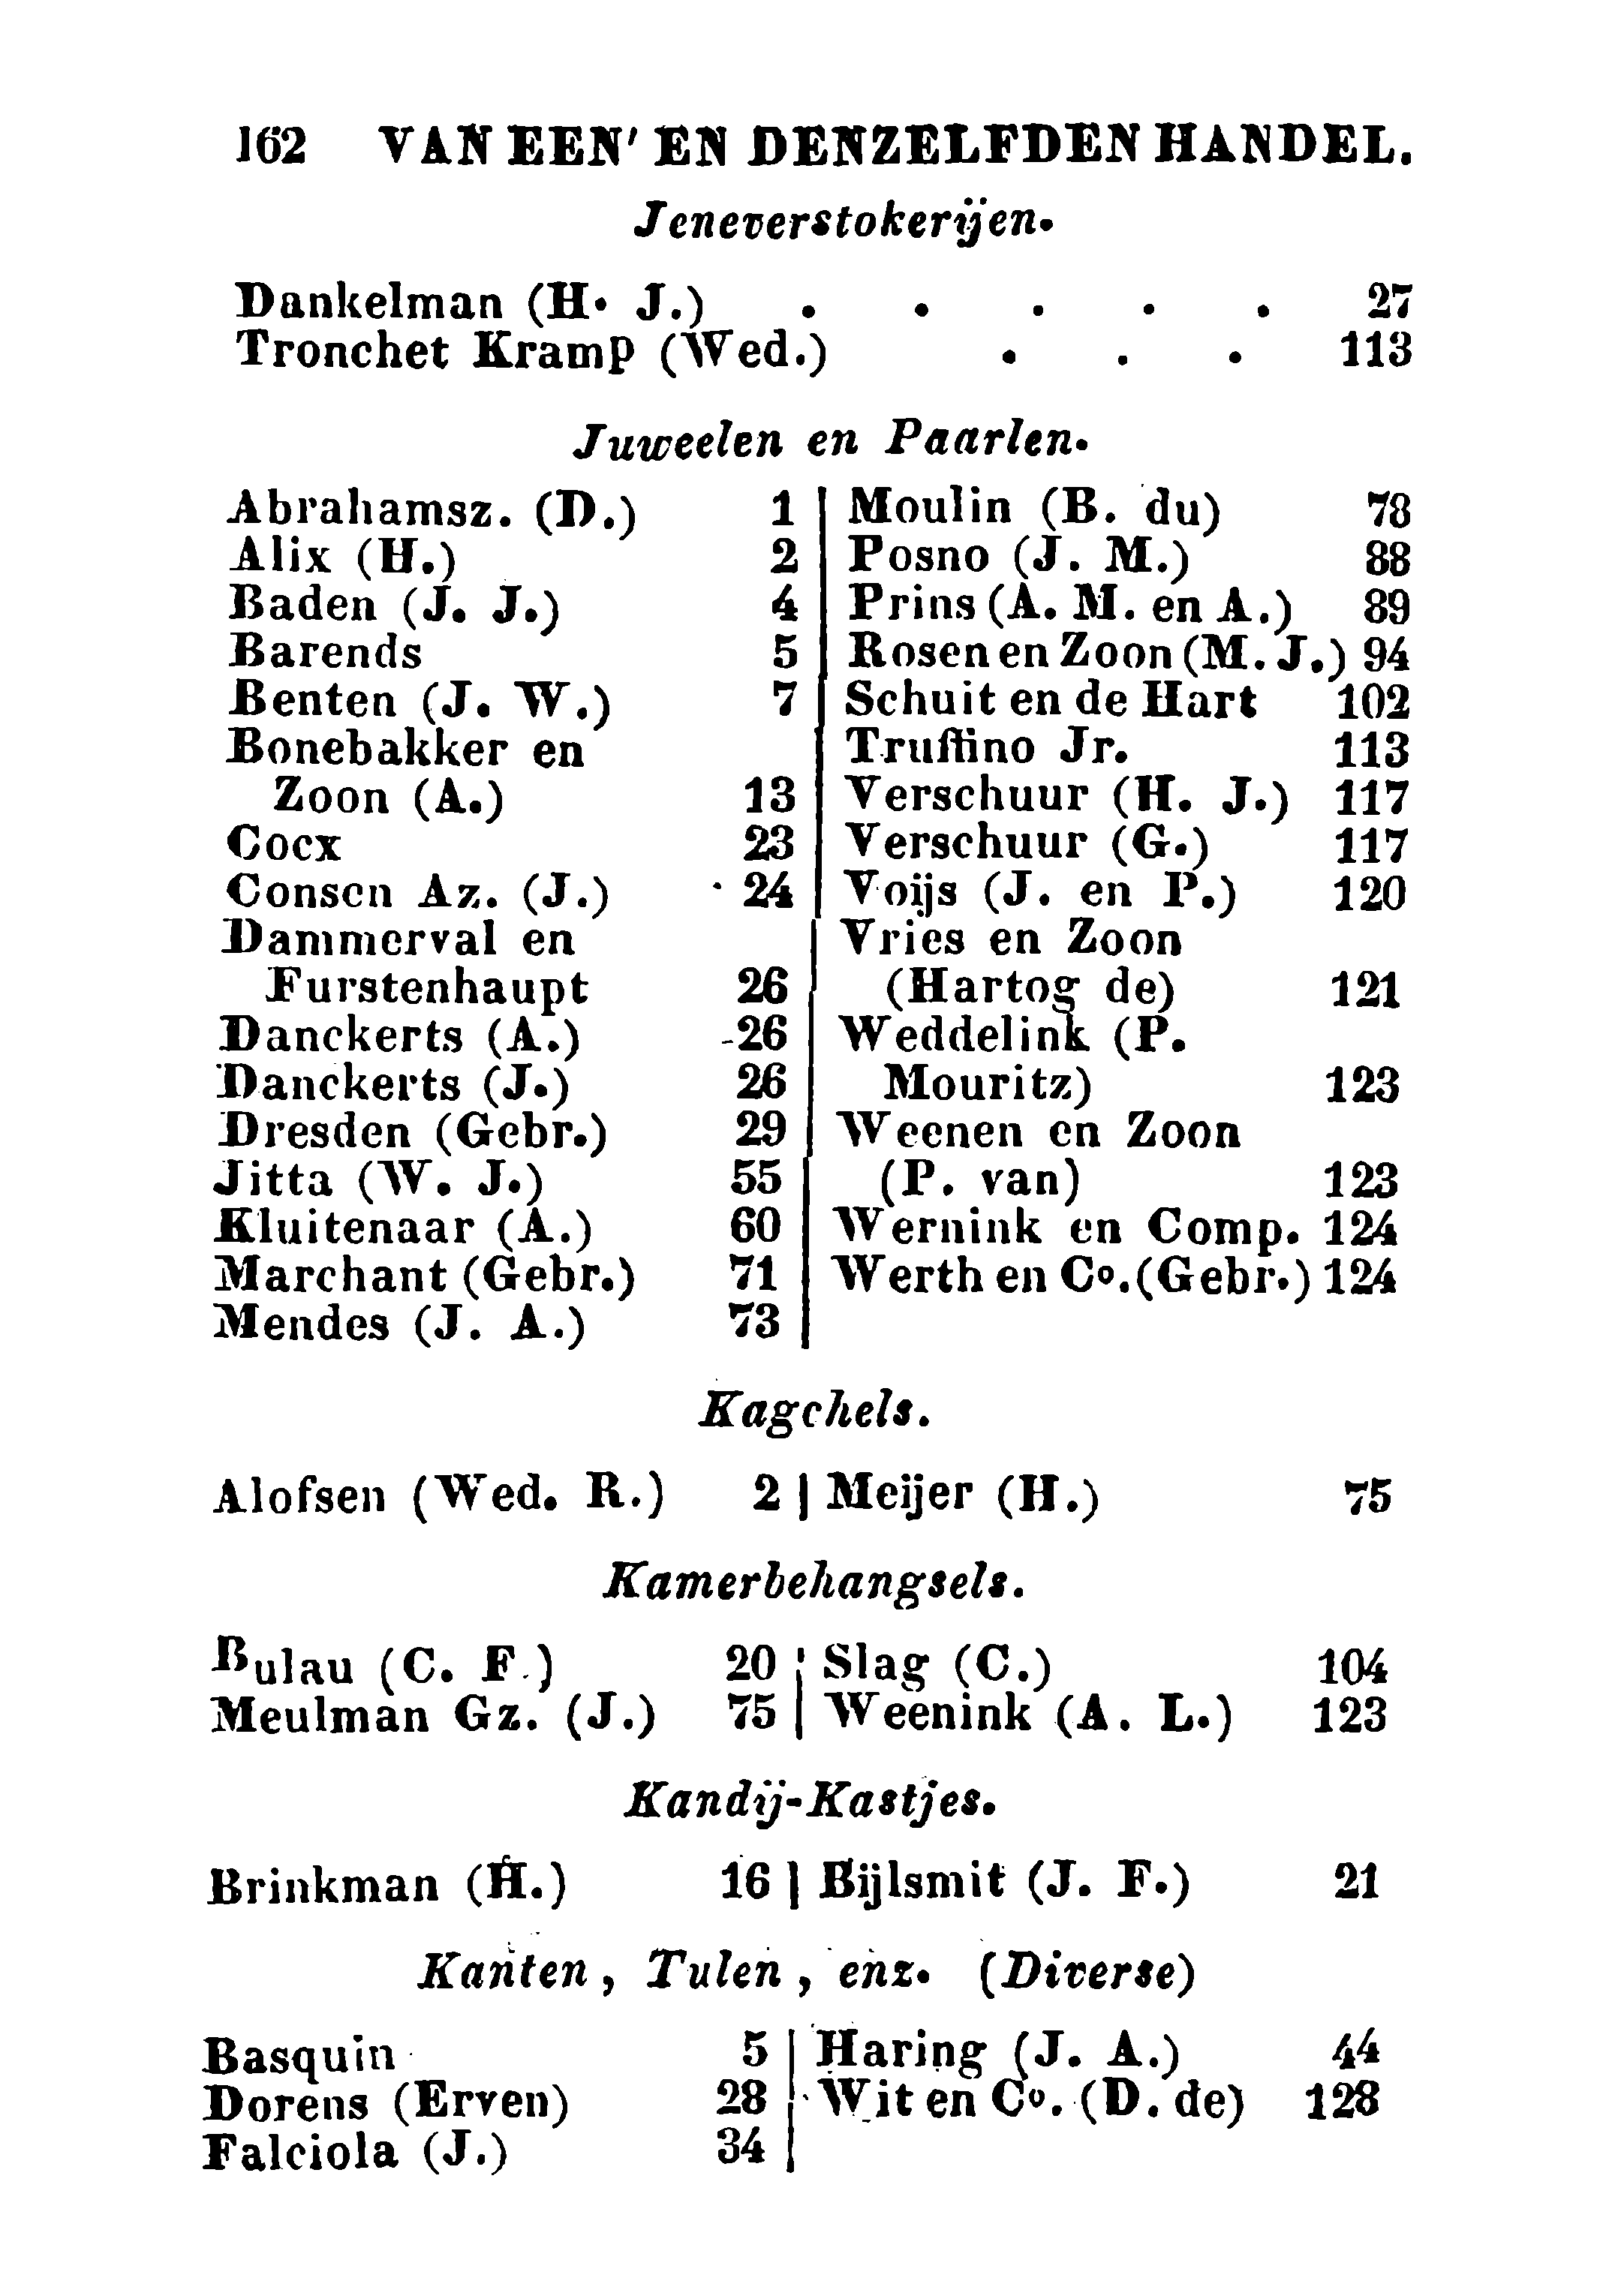 162 VAN EEN' EN DENZELFDEN HANDEL.
Jeneverstokerijen.
Dankelman (H. J.) . . . . . 27
Tronchet Kramp (Wed.) . . . 113
Juweelen en Paarlen.
Abrahamsz. (D.) 1
Alix (H.) 2
Baden (J. J.) 4
Barends 5
Benten (J. W.) 7
Bonebakker en
Zoon (A.) 13
Cocx 23
Consen Az. (J.) 24
Dammerval en
Furstenhaupt 26
Danckerts (A.) 26
Danckerts (J.) 26
Dresden (Gebr.) 29
Jitta (W. J.) 55
Kluitenaar (A.) 60
Marchant (Gebr.) 71
Mendes (J. A.) 73
Moulin (B. du) 78
Posno (J. M.) 88
Prins (A. M. en A.) 89
Rosen en Zoon (M. J.) 94
Schuit en de Hart 102
Truffino Jr. 113
Verschuur (H. J.) 117
Verschuur (G.) 117
Voijs (J. en P.) 120
Vries en Zoon
(Hartog de) 121
Weddelink (P.
Mouritz) 123
Weenen en Zoon
(P. van) 123
Wernink en Comp. 124
Werth en Co. (Gebr.) 124
Kagchels.
Alofsen (Wed. R.) 2
Meijer (H.) 75
Kamerbehangsels.
Bulau (C. F.) 20
Meulman Gz. (J.) 75
Slag (C.) 104
Weenink (A. L.) 123
Kandij-Kastjes.
Brinkman (H.) 16
Bijlsmit (J. F.) 21
Kanten, Tulen, enz. (Diverse)
Basquin 5
Dorens (Erven) 28
Falciola (J.) 34
Haring (J. A.) 44
Wit en Co. (D. de) 128